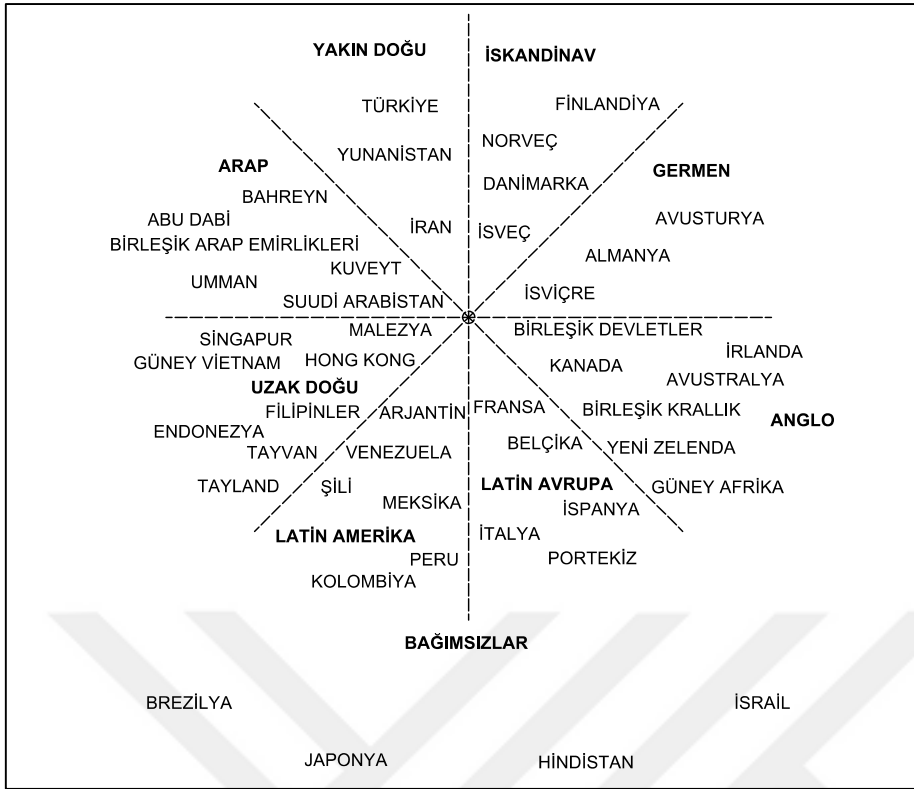 YAKIN DOĞU
İSKANDİNAV
TÜRKİYE
FİNLANDİYA
YUNANİSTAN
NORVEÇ
ARAP
DANİMARKA
GERMEN
BAHREYN
ABU DABİ
İRAN
İSVEÇ
AVUSTURYA
BİRLEŞİK ARAP EMİRLİKLERİ
ALMANYA
KUVEYT
UMMAN
İSVİÇRE
SUUDİ ARABİSTAN
MALEZYA
BİRLEŞİK DEVLETLER
SİNGAPUR
İRLANDA
GÜNEY VİETNAM
HONG KONG
KANADA
AVUSTRALYA
UZAK DOĞU
FİLİPİNLER
ARJANTİN
FRANSA
BİRLEŞİK KRALLIK
ANGLO
ENDONEZYA
TAYVAN
VENEZUELA
BELÇİKA
YENİ ZELENDA
TAYLAND
ŞİLİ
LATİN AVRUPA
GÜNEY AFRİKA
MEKSİKA
İSPANYA
LATİN AMERİKA
İTALYA
PERU
PORTEKİZ
KOLOMBİYA
BAĞIMSIZLAR
BREZİLYA
İSRAİL
JAPONYA
HİNDİSTAN